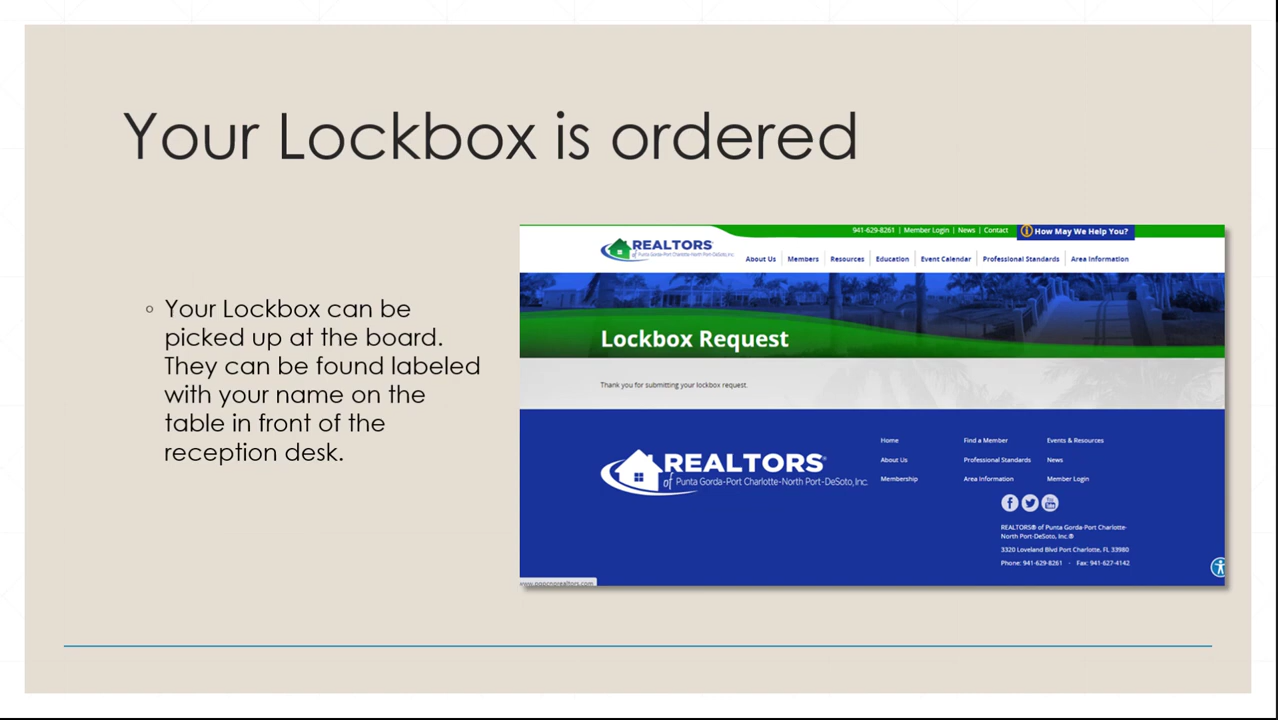 Your Lockbox is ordered
Your Lockbox can be
picked up at the board.
They can be found labeled
with your name on the
table in front of the
reception desk.
941-629-8261 | Member Login | News | Contact
How May We Help You?
REALTORS®
of Punta Gorda-Port Charlotte-North Port-DeSoto, Inc.
About Us | Members | Resources | Education | Event Calendar | Professional Standards | Area Information
Lockbox Request
Thank you for submitting your lockbox request.
REALTORS®
of Punta Gorda-Port Charlotte-North Port-DeSoto, Inc.
Home Find a Member Events & Resources
About Us Professional Standards News
Membership Area Information Member Login
REALTORS® of Punta Gorda-Port Charlotte-
North Port-DeSoto, Inc.®
3320 Loveland Blvd Port Charlotte, FL 33980
Phone: 941-629-8261 - Fax: 941-627-4142